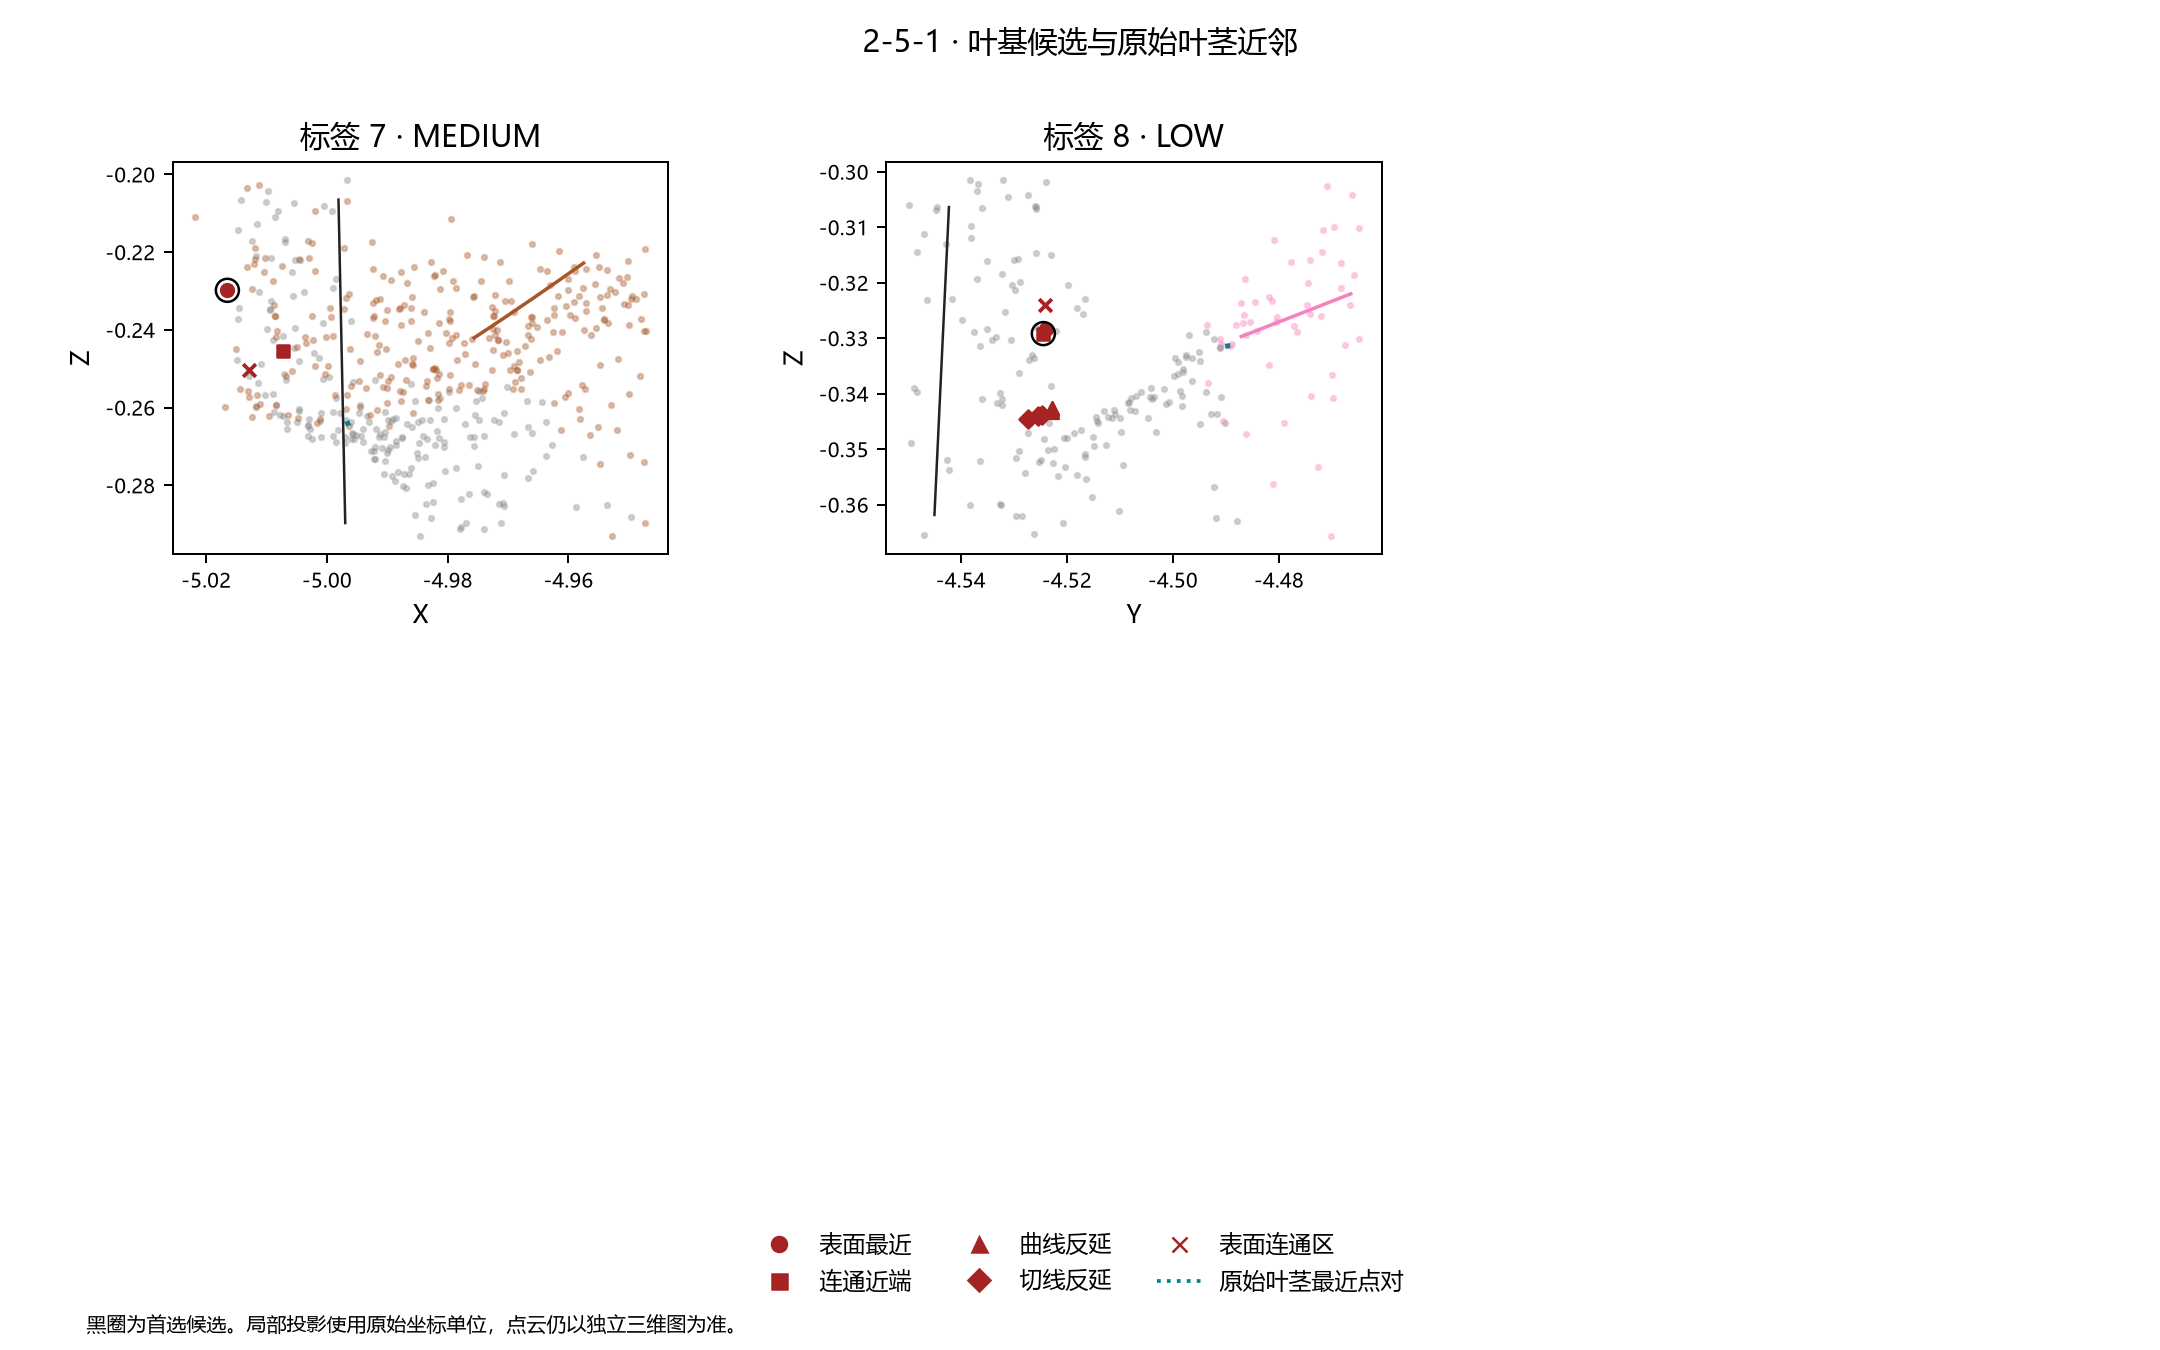 2-5-1 · 叶基候选与原始叶茎近邻
标签 7 · MEDIUM
标签 8 · LOW
-0.20
-0.22
-0.24
-0.26
-0.28
Z
-5.02
-5.00
-4.98
-4.96
X
-0.30
-0.31
-0.32
-0.33
-0.34
-0.35
-0.36
Z
-4.54
-4.52
-4.50
-4.48
Y
表面最近
曲线反延
表面连通区
连通近端
切线反延
原始叶茎最近点对
黑圈为首选候选。局部投影使用原始坐标单位，点云仍以独立三维图为准。